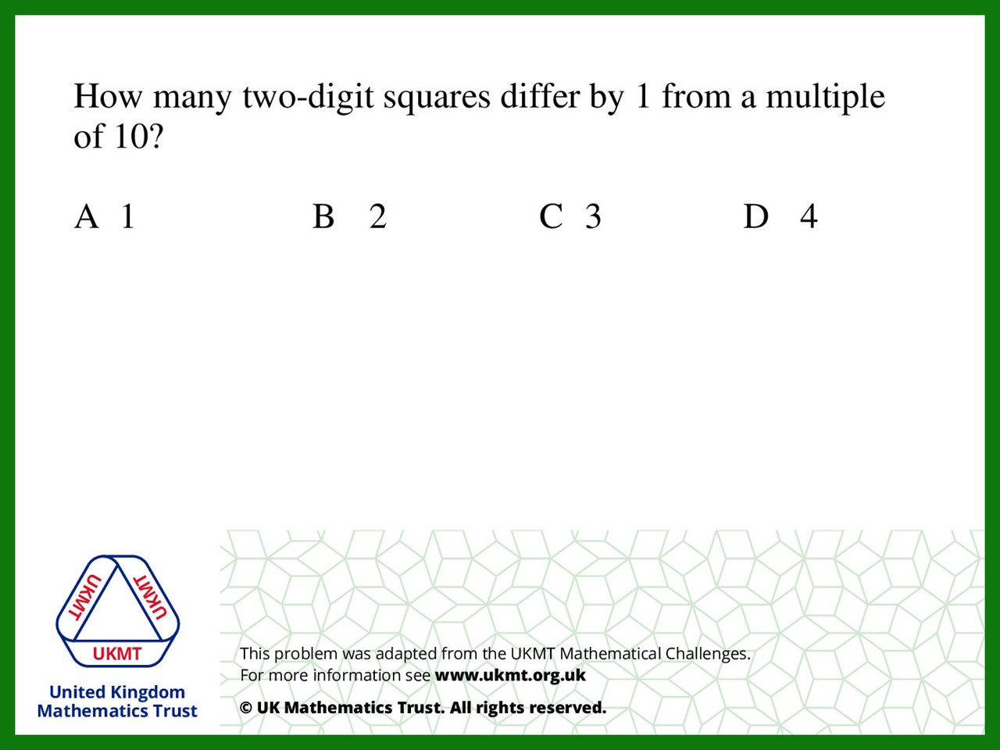 How many two-digit squares differ by 1 from a multiple
of 10?
A 1 B 2 C 3 D 4
UKMT UKMT
UKMT
United Kingdom
Mathematics Trust
This problem was adapted from the UKMT Mathematical Challenges.
For more information see www.ukmt.org.uk
© UK Mathematics Trust. All rights reserved.